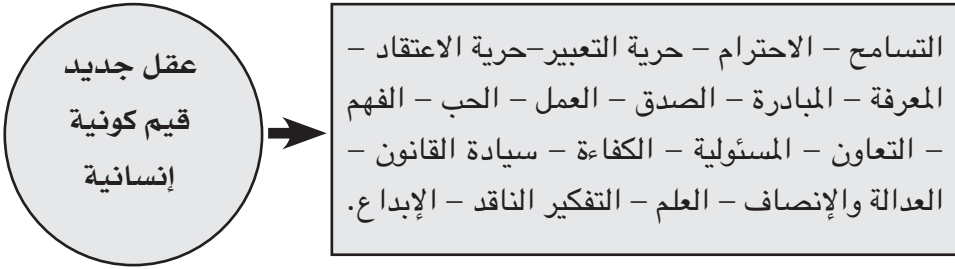 عقل جديد
قيم كونية
إنسانية
التسامح – الاحترام – حرية التعبير–حرية الاعتقاد –
المعرفة – المبادرة – الصدق – العمل – الحب – الفهم
– التعاون – المسئولية – الكفاءة – سيادة القانون –
العدالة والإنصاف – العلم – التفكير الناقد – الإبداع.